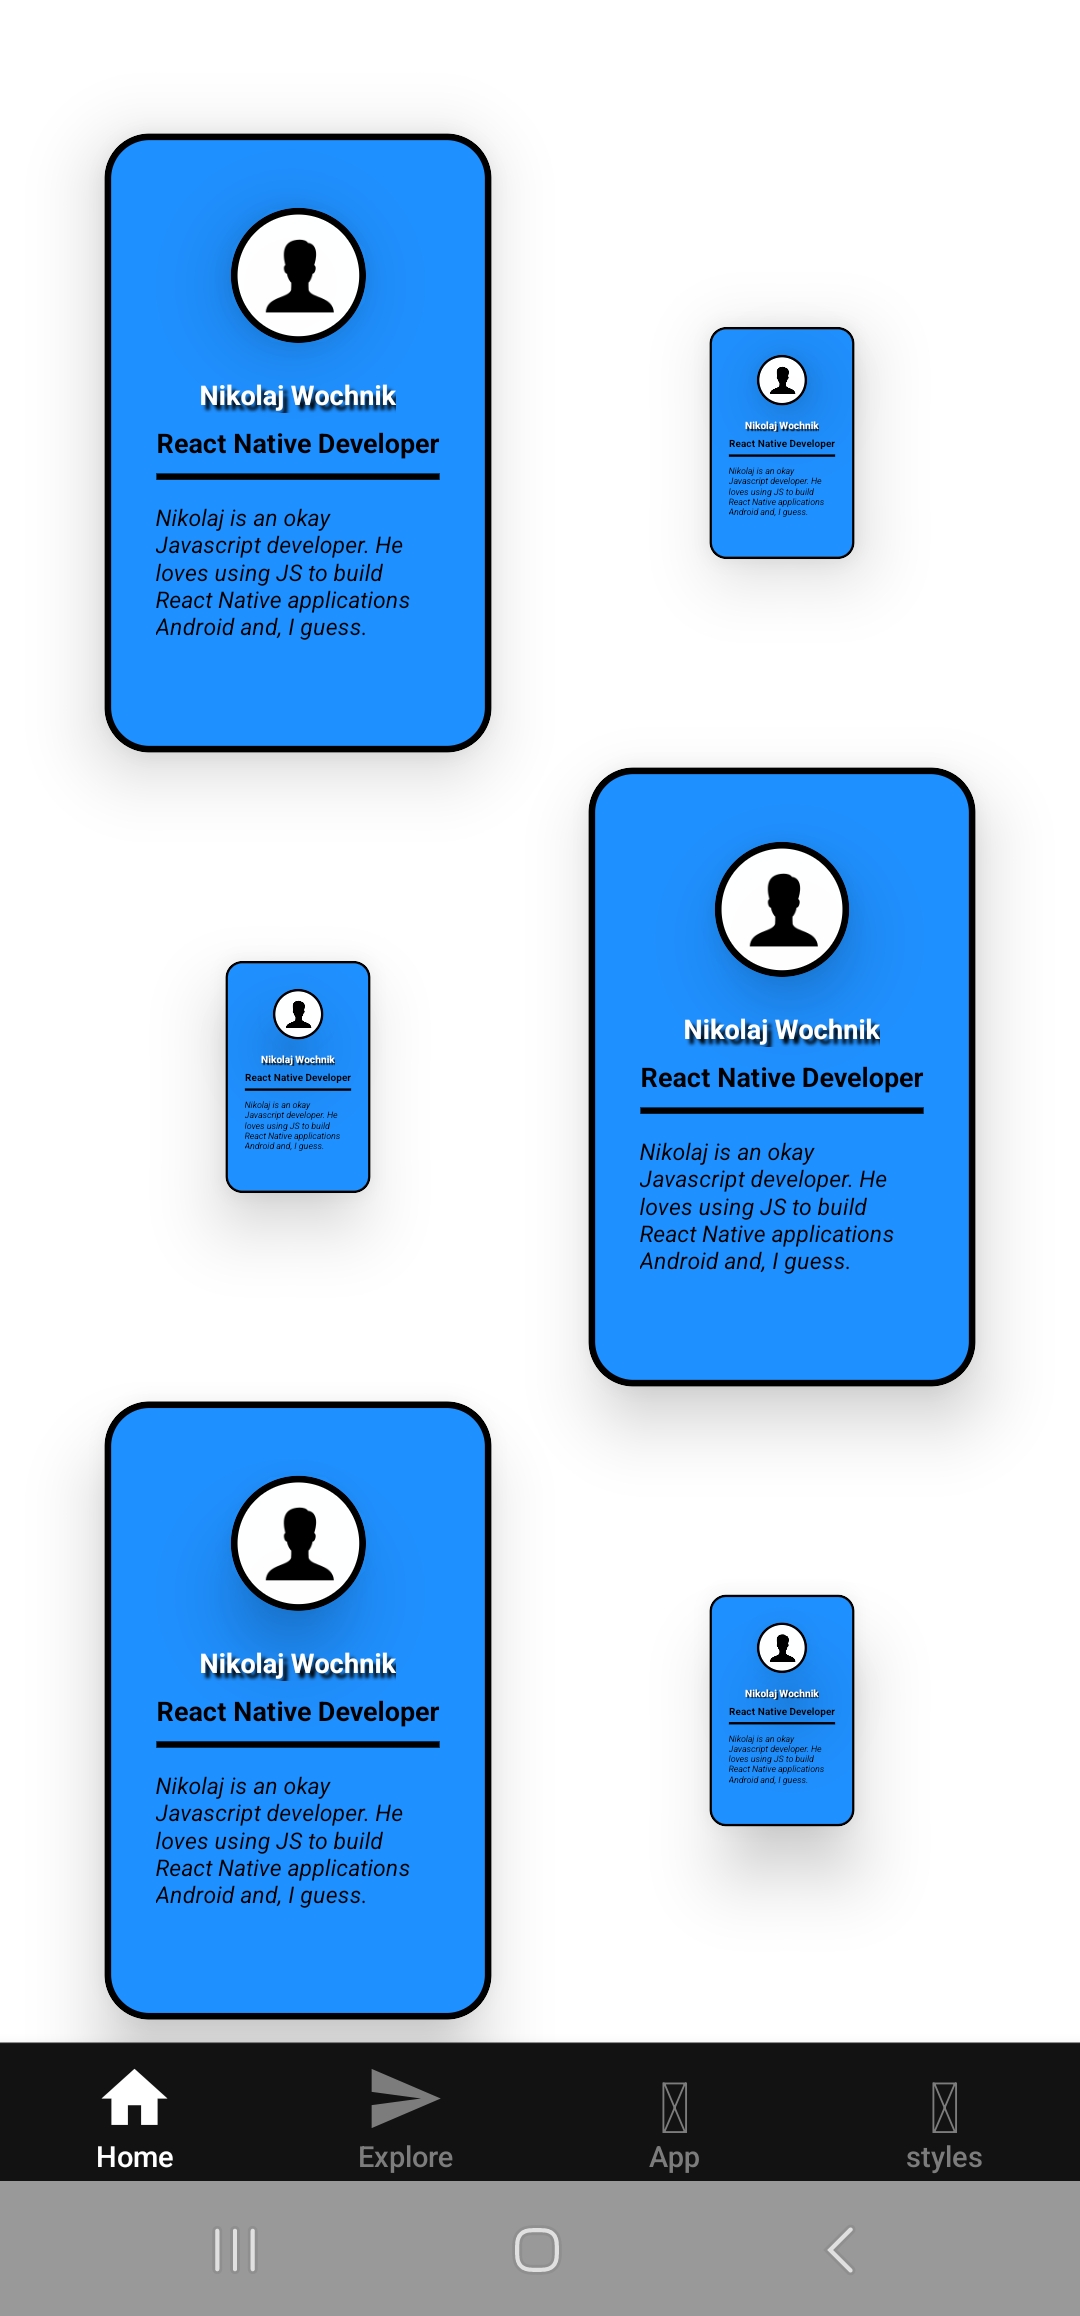 Nikolaj Wochnik
React Native Developer
Nikolaj is an okay
Javascript developer. He
loves using JS to build
React Native applications
Android and, I guess.
Nikolaj Wochnik
React Native Developer
Nikolaj is an okay
Javascript developer. He
loves using JS to build
React Native applications
Android and, I guess.
Nikolaj Wochnik
React Native Developer
Nikolaj is an okay
Javascript developer. He
loves using JS to build
React Native applications
Android and, I guess.
Nikolaj Wochnik
React Native Developer
Nikolaj is an okay
Javascript developer. He
loves using JS to build
React Native applications
Android and, I guess.
Nikolaj Wochnik
React Native Developer
Nikolaj is an okay
Javascript developer. He
loves using JS to build
React Native applications
Android and, I guess.
Nikolaj Wochnik
React Native Developer
Nikolaj is an okay
Javascript developer. He
loves using JS to build
React Native applications
Android and, I guess.
Home
Explore
App
styles